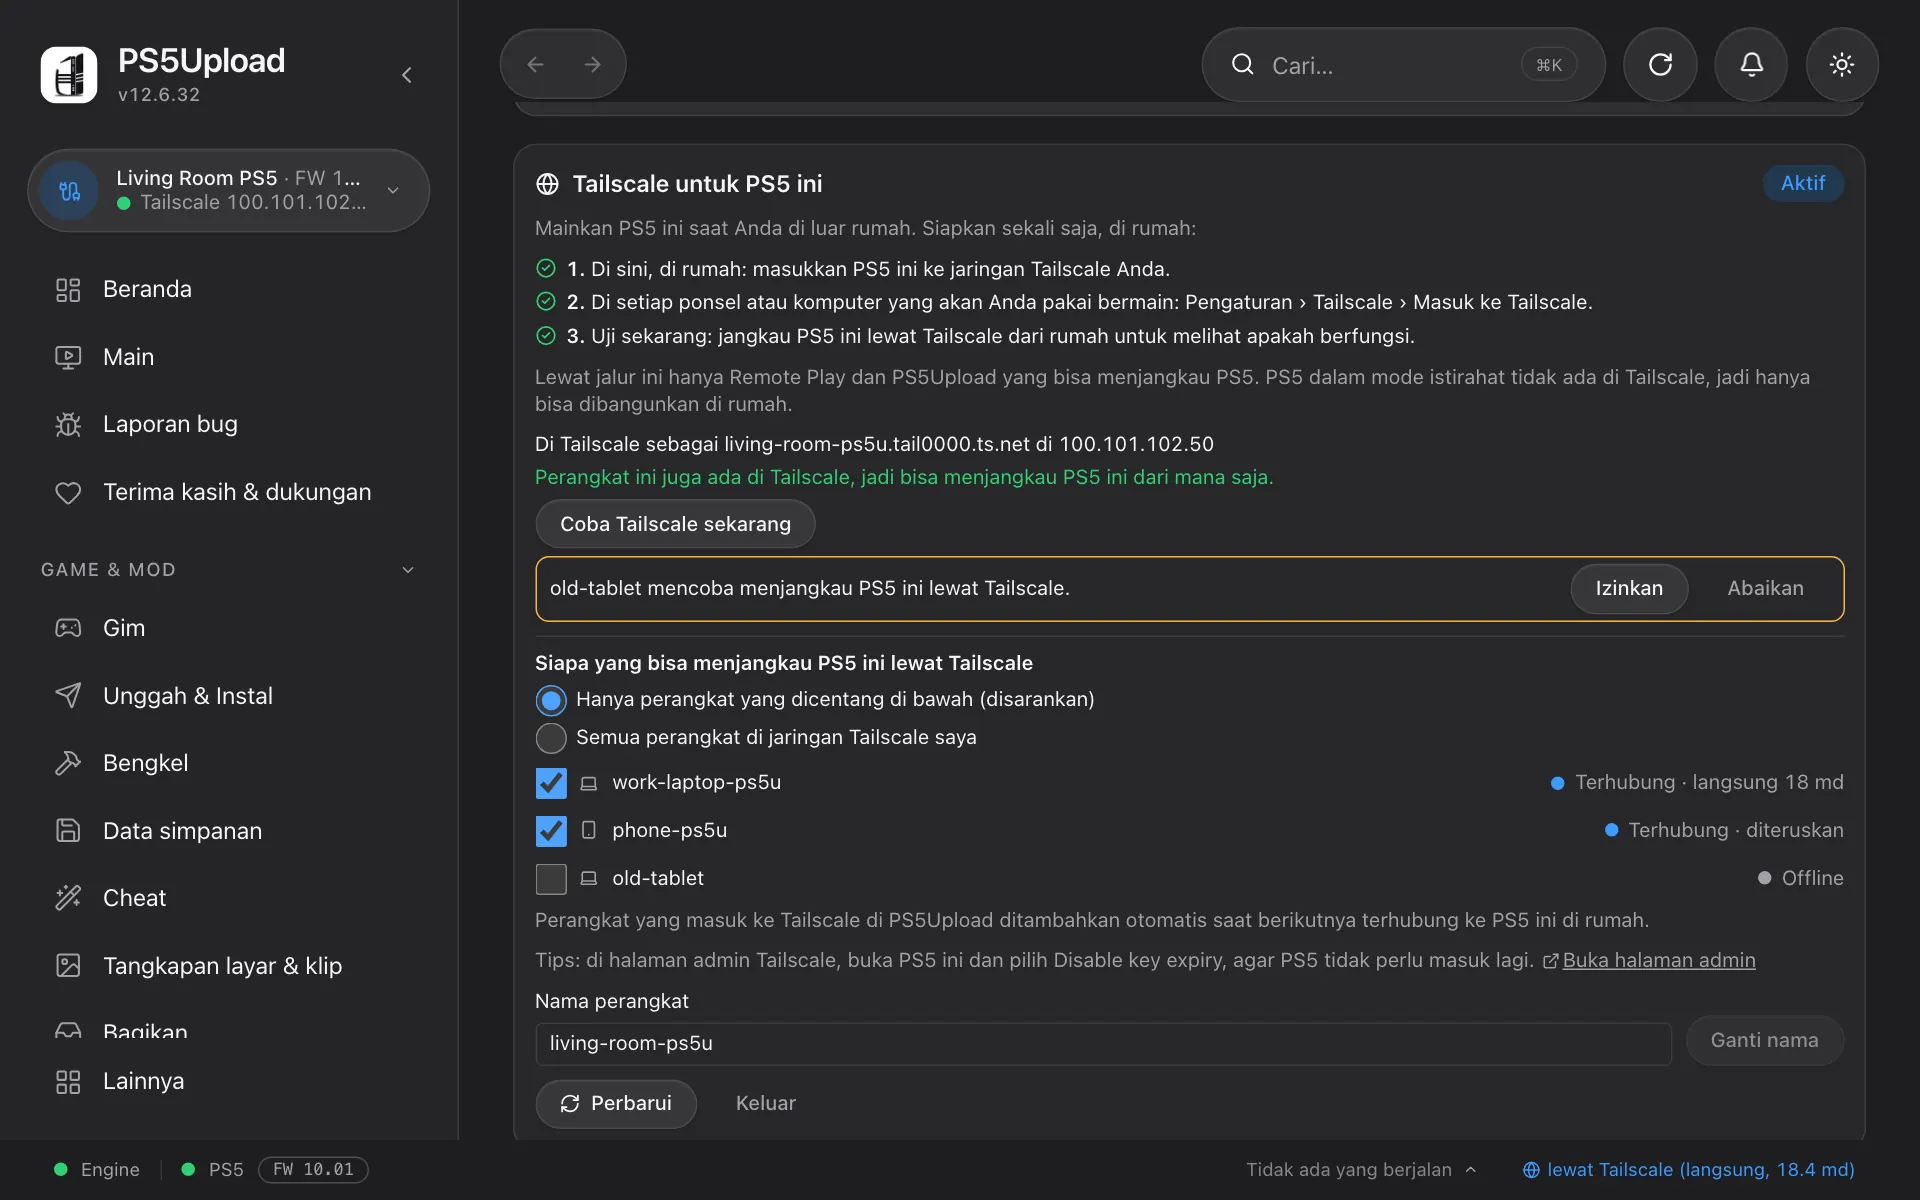 PS5Upload
v12.6.32
Living Room PS5 · FW 1...
Tailscale 100.101.102...
Beranda
Main
Laporan bug
Terima kasih & dukungan
GAME & MOD
Gim
Unggah & Instal
Bengkel
Data simpanan
Cheat
Tangkapan layar & klip
Bagikan
Lainnya
Cari...
⌘K
Tailscale untuk PS5 ini
Aktif
Mainkan PS5 ini saat Anda di luar rumah. Siapkan sekali saja, di rumah:
1. Di sini, di rumah: masukkan PS5 ini ke jaringan Tailscale Anda.
2. Di setiap ponsel atau komputer yang akan Anda pakai bermain: Pengaturan › Tailscale › Masuk ke Tailscale.
3. Uji sekarang: jangkau PS5 ini lewat Tailscale dari rumah untuk melihat apakah berfungsi.
Lewat jalur ini hanya Remote Play dan PS5Upload yang bisa menjangkau PS5. PS5 dalam mode istirahat tidak ada di Tailscale, jadi hanya
bisa dibangunkan di rumah.
Di Tailscale sebagai living-room-ps5u.tail0000.ts.net di 100.101.102.50
Perangkat ini juga ada di Tailscale, jadi bisa menjangkau PS5 ini dari mana saja.
Coba Tailscale sekarang
old-tablet mencoba menjangkau PS5 ini lewat Tailscale.
Izinkan
Abaikan
Siapa yang bisa menjangkau PS5 ini lewat Tailscale
Hanya perangkat yang dicentang di bawah (disarankan)
Semua perangkat di jaringan Tailscale saya
work-laptop-ps5u
Terhubung · langsung 18 md
phone-ps5u
Terhubung · diteruskan
old-tablet
Offline
Perangkat yang masuk ke Tailscale di PS5Upload ditambahkan otomatis saat berikutnya terhubung ke PS5 ini di rumah.
Tips: di halaman admin Tailscale, buka PS5 ini dan pilih Disable key expiry, agar PS5 tidak perlu masuk lagi. Buka halaman admin
Nama perangkat
living-room-ps5u
Ganti nama
Perbarui
Keluar
Engine
PS5
FW 10.01
Tidak ada yang berjalan
lewat Tailscale (langsung, 18.4 md)